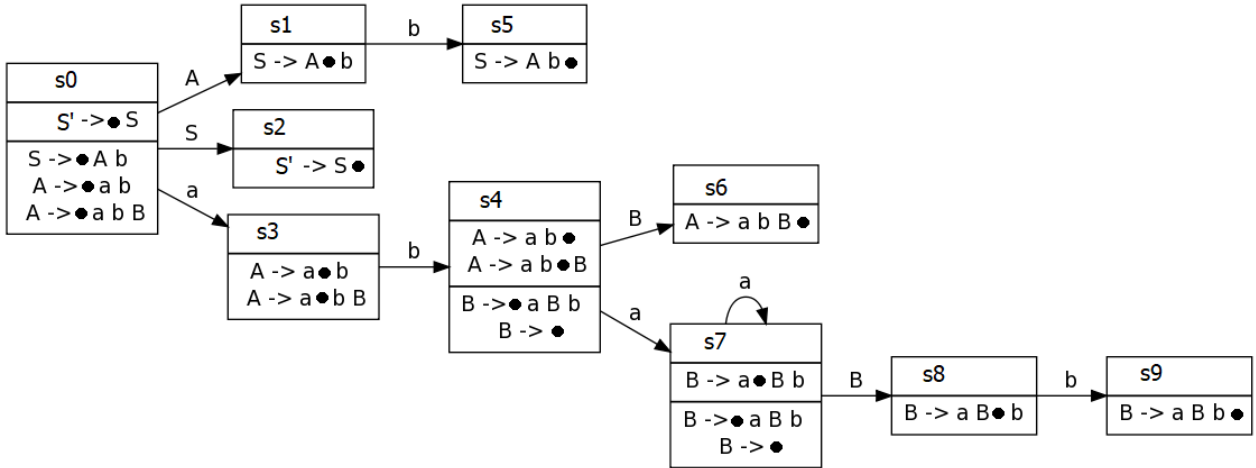 s0
S' ->● S
S ->● A b
A ->● a b
A ->● a b B
A
S
a
s1
S -> A ● b
b
s5
S -> A b ●
s2
S' -> S ●
s3
A -> a ● b
A -> a ● b B
b
s4
A -> a b ●
A -> a b ● B
B ->● a B b
B -> ●
B
a
s6
A -> a b B ●
a
s7
B -> a ● B b
B ->● a B b
B -> ●
B
s8
B -> a B ● b
b
s9
B -> a B b ●